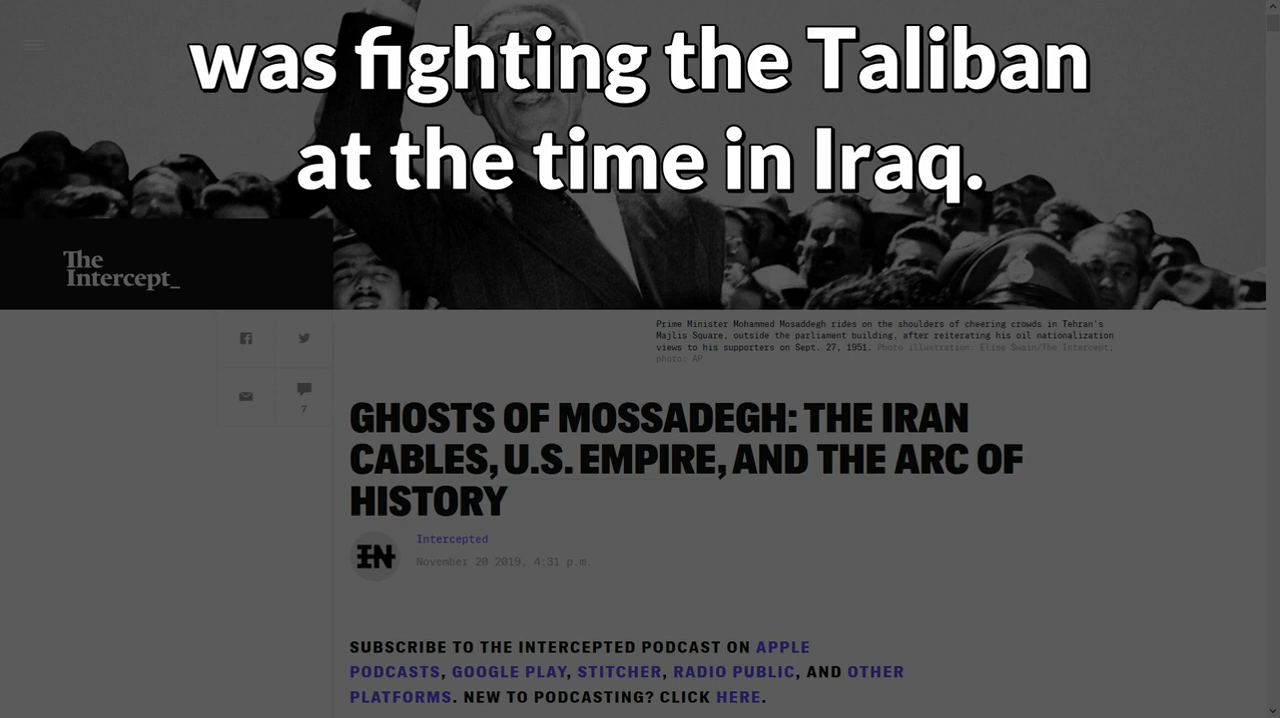 was fighting the Taliban
at the time in Iraq.
The
Intercept_
Prime Minister Mohammed Mosaddegh rides on the shoulders of cheering crowds in Tehran's
Majlis Square, outside the parliament building, after reiterating his oil nationalization
views to his supporters on Sept. 27, 1951. Photo illustration: Elise Swain/The Intercept;
photo: AP
7
GHOSTS OF MOSSADEGH: THE IRAN
CABLES, U.S. EMPIRE, AND THE ARC OF
HISTORY
IN
Intercepted
November 20 2019, 4:31 p.m.
SUBSCRIBE TO THE INTERCEPTED PODCAST ON APPLE
PODCASTS, GOOGLE PLAY, STITCHER, RADIO PUBLIC, AND OTHER
PLATFORMS. NEW TO PODCASTING? CLICK HERE.